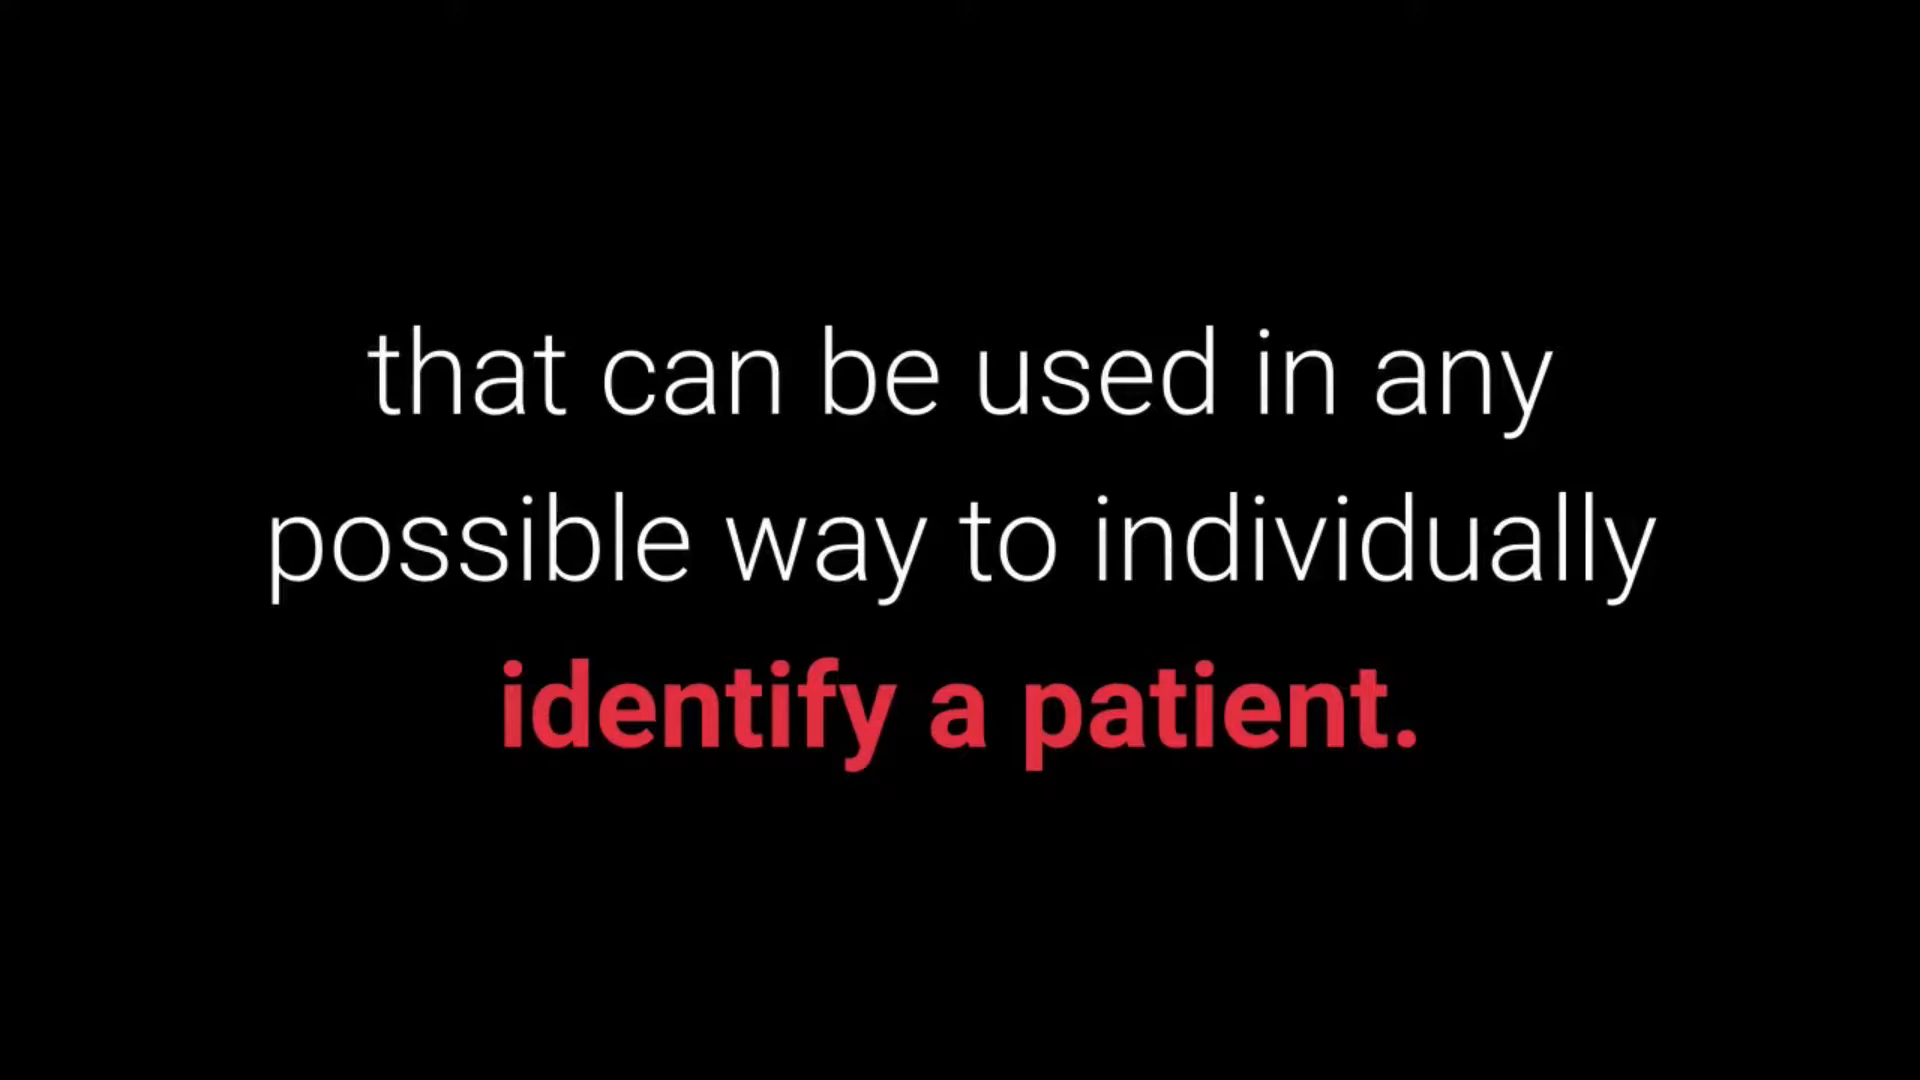 that can be used in any
possible way to individually
identify a patient.